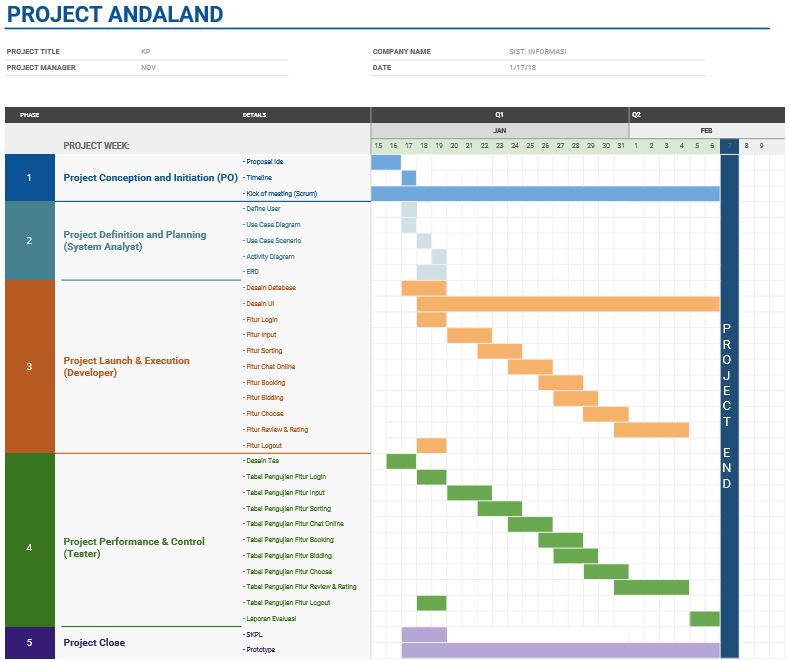 PROJECT ANDALAND
PROJECT TITLE KP COMPANY NAME SIST. INFORMASI
PROJECT MANAGER NOV DATE 1/17/18
PHASE DETAILS Q1 Q2
JAN FEB
PROJECT WEEK: 15 16 17 18 19 20 21 22 23 24 25 26 27 28 29 30 31 1 2 3 4 5 6 7 8 9
1 Project Conception and Initiation (PO)
- Proposal Ide
- Timeline
- Kick of meeting (Scrum)
2 Project Definition and Planning
(System Analyst)
- Define User
- Use Case Diagram
- Use Case Scenario
- Activity Diagram
- ERD
3 Project Launch & Execution
(Developer)
- Desain Database
- Desain UI
- Fitur Login
- Fitur Input
- Fitur Sorting
- Fitur Chat Online
- Fitur Booking
- Fitur Bidding
- Fitur Choose
- Fitur Review & Rating
- Fitur Logout
4 Project Performance & Control
(Tester)
- Desain Tes
- Tabel Pengujian Fitur Login
- Tabel Pengujian Fitur Input
- Tabel Pengujian Fitur Sorting
- Tabel Pengujian Fitur Chat Online
- Tabel Pengujian Fitur Booking
- Tabel Pengujian Fitur Bidding
- Tabel Pengujian Fitur Choose
- Tabel Pengujian Fitur Review & Rating
- Tabel Pengujian Fitur Logout
- Laporan Evaluasi
5 Project Close
- SKPL
- Prototype
PROJECT END